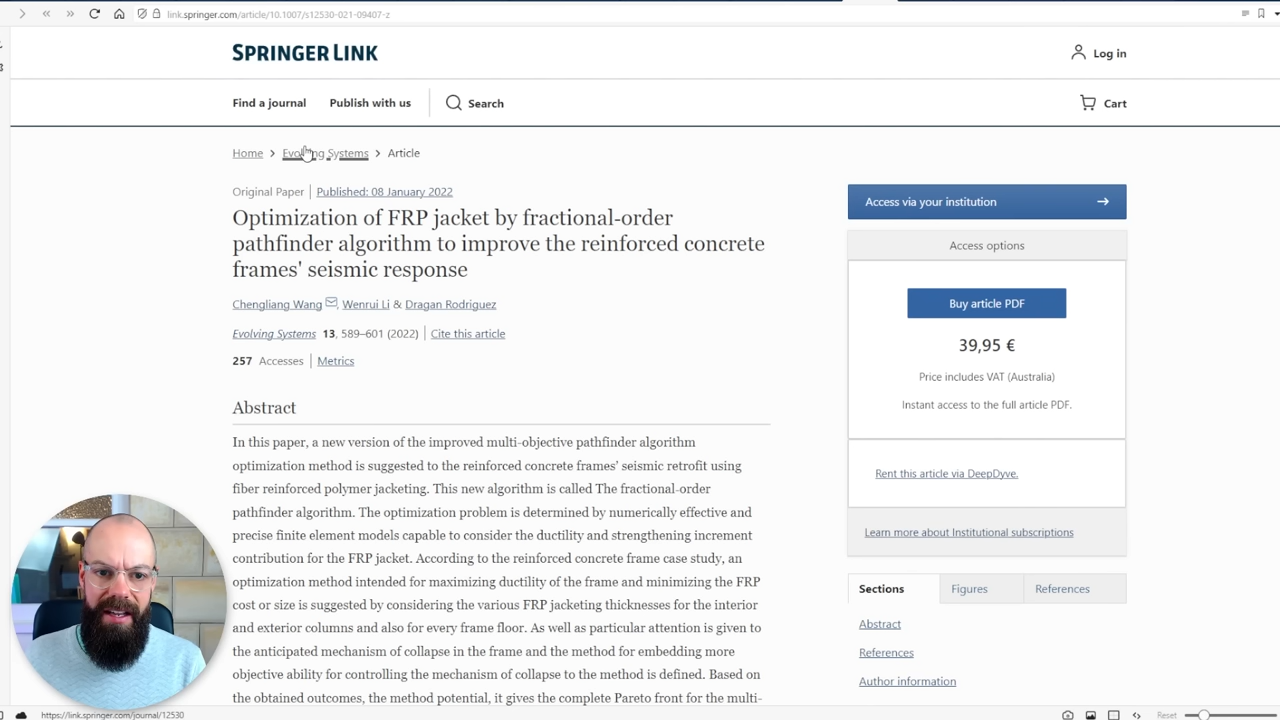 link.springer.com/article/10.1007/s12530-021-09407-z
SPRINGER LINK
Log in
Find a journal
Publish with us
Search
Cart
Home > Evolving Systems > Article
Original Paper | Published: 08 January 2022
Optimization of FRP jacket by fractional-order
pathfinder algorithm to improve the reinforced concrete
frames' seismic response
Chengliang Wang, Wenrui Li & Dragan Rodriguez
Evolving Systems 13, 589–601 (2022) | Cite this article
257 Accesses | Metrics
Abstract
In this paper, a new version of the improved multi-objective pathfinder algorithm
optimization method is suggested to the reinforced concrete frames' seismic retrofit using
fiber reinforced polymer jacketing. This new algorithm is called The fractional-order
pathfinder algorithm. The optimization problem is determined by numerically effective and
precise finite element models capable to consider the ductility and strengthening increment
contribution for the FRP jacket. According to the reinforced concrete frame case study, an
optimization method intended for maximizing ductility of the frame and minimizing the FRP
cost or size is suggested by considering the various FRP jacketing thicknesses for the interior
and exterior columns and also for every frame floor. As well as particular attention is given to
the anticipated mechanism of collapse in the frame and the method for embedding more
objective ability for controlling the mechanism of collapse to the method is defined. Based on
the obtained outcomes, the method potential, it gives the complete Pareto front for the multi-
Access via your institution →
Access options
Buy article PDF
39,95 €
Price includes VAT (Australia)
Instant access to the full article PDF.
Rent this article via DeepDyve.
Learn more about Institutional subscriptions
Sections
Figures
References
Abstract
References
Author information
https://link.springer.com/journal/12530
Reset